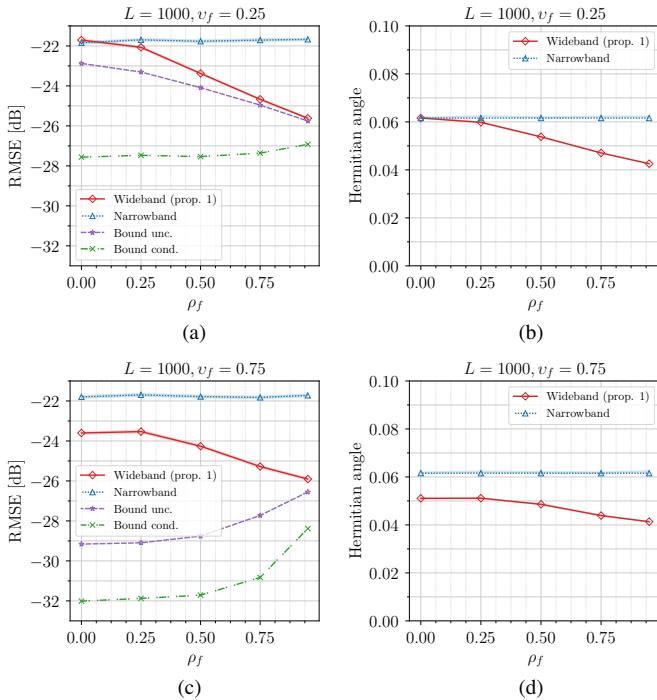 L = 1000, υ_f = 0.25
RMSE [dB]
−22
−24
−26
−28
−30
−32
Wideband (prop. 1)
Narrowband
Bound unc.
Bound cond.
0.00 0.25 0.50 0.75
ρ_f
(a)
L = 1000, υ_f = 0.25
Hermitian angle
0.10
0.08
0.06
0.04
0.02
0.00
Wideband (prop. 1)
Narrowband
0.00 0.25 0.50 0.75
ρ_f
(b)
L = 1000, υ_f = 0.75
RMSE [dB]
−22
−24
−26
−28
−30
−32
Wideband (prop. 1)
Narrowband
Bound unc.
Bound cond.
0.00 0.25 0.50 0.75
ρ_f
(c)
L = 1000, υ_f = 0.75
Hermitian angle
0.10
0.08
0.06
0.04
0.02
0.00
Wideband (prop. 1)
Narrowband
0.00 0.25 0.50 0.75
ρ_f
(d)